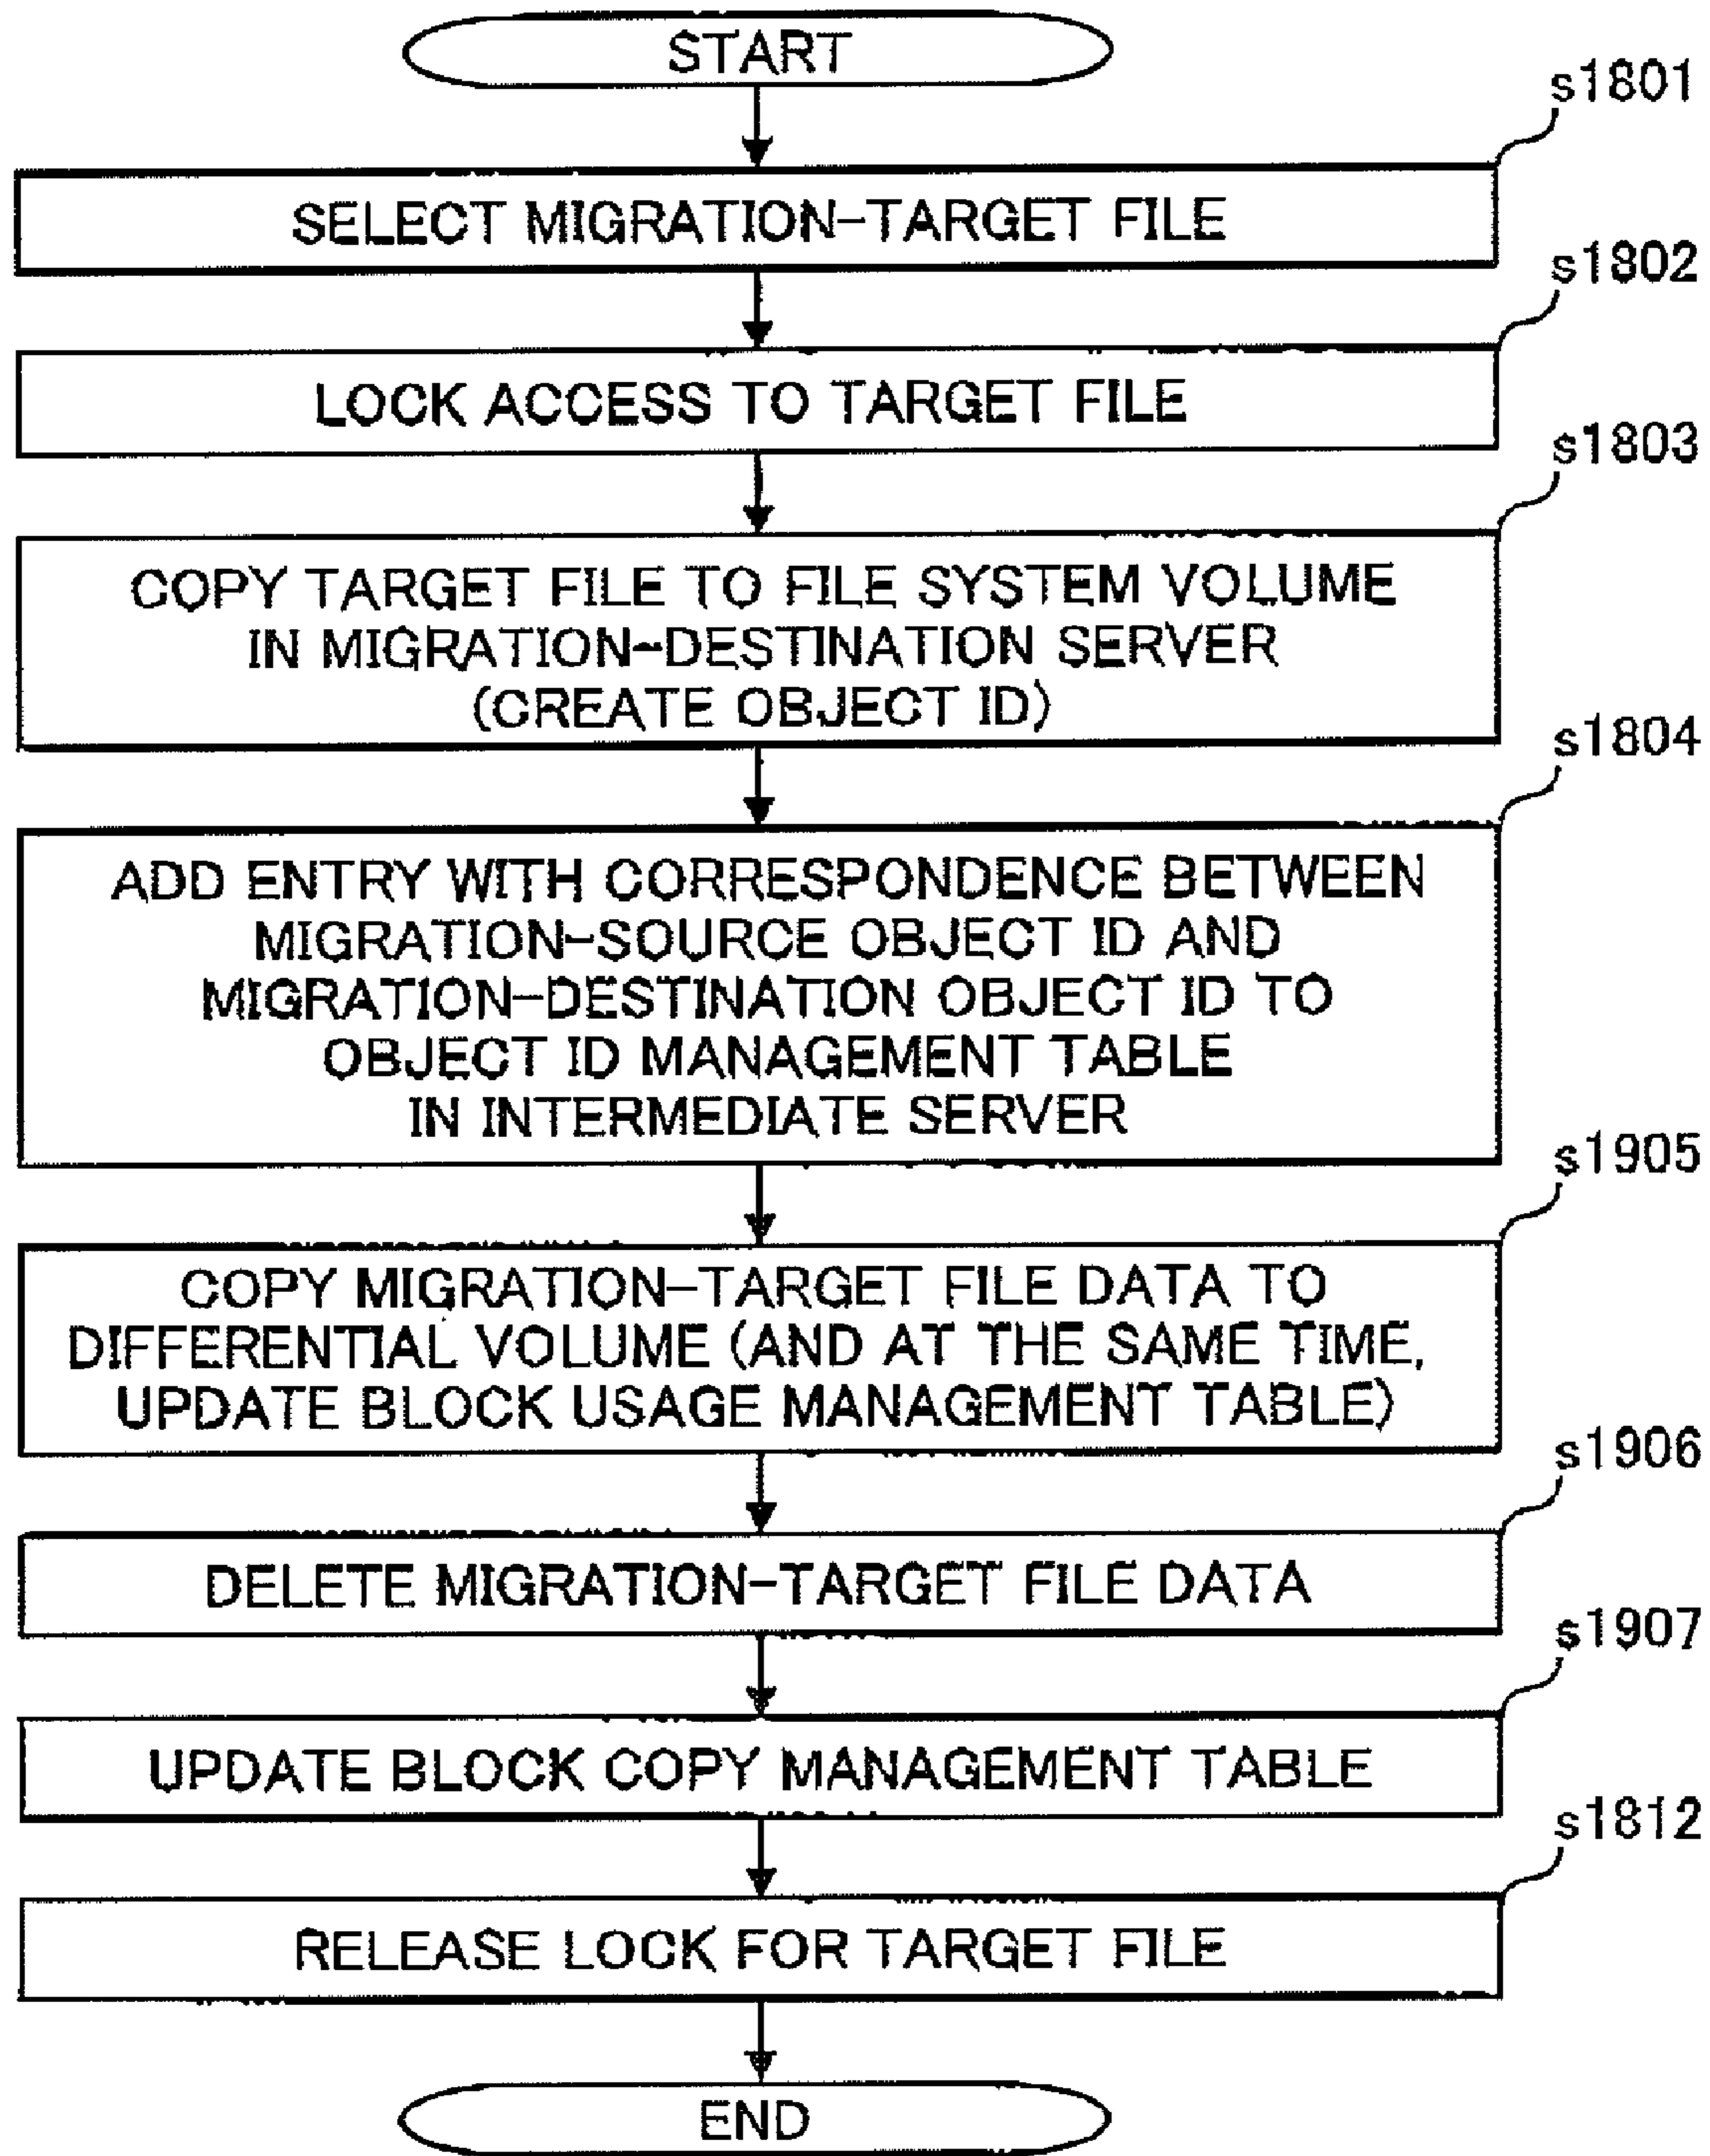 START
s1801
SELECT MIGRATION-TARGET FILE
s1802
LOCK ACCESS TO TARGET FILE
s1803
COPY TARGET FILE TO FILE SYSTEM VOLUME
IN MIGRATION-DESTINATION SERVER
(CREATE OBJECT ID)
s1804
ADD ENTRY WITH CORRESPONDENCE BETWEEN
MIGRATION-SOURCE OBJECT ID AND
MIGRATION-DESTINATION OBJECT ID TO
OBJECT ID MANAGEMENT TABLE
IN INTERMEDIATE SERVER
s1905
COPY MIGRATION-TARGET FILE DATA TO
DIFFERENTIAL VOLUME (AND AT THE SAME TIME,
UPDATE BLOCK USAGE MANAGEMENT TABLE)
s1906
DELETE MIGRATION-TARGET FILE DATA
s1907
UPDATE BLOCK COPY MANAGEMENT TABLE
s1812
RELEASE LOCK FOR TARGET FILE
END